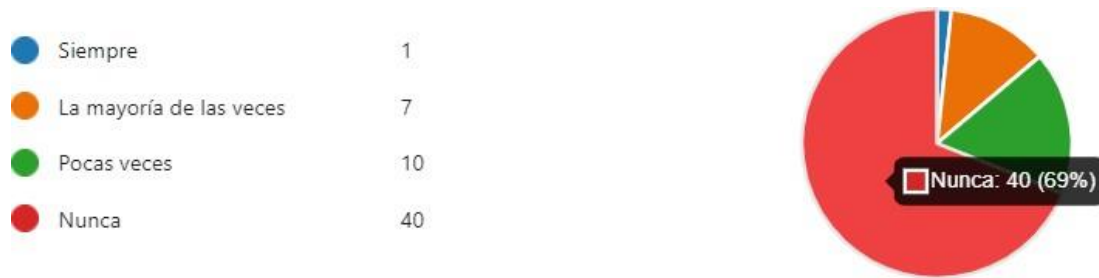 Siempre 1
La mayoría de las veces 7
Pocas veces 10
Nunca 40
Nunca: 40 (69%)